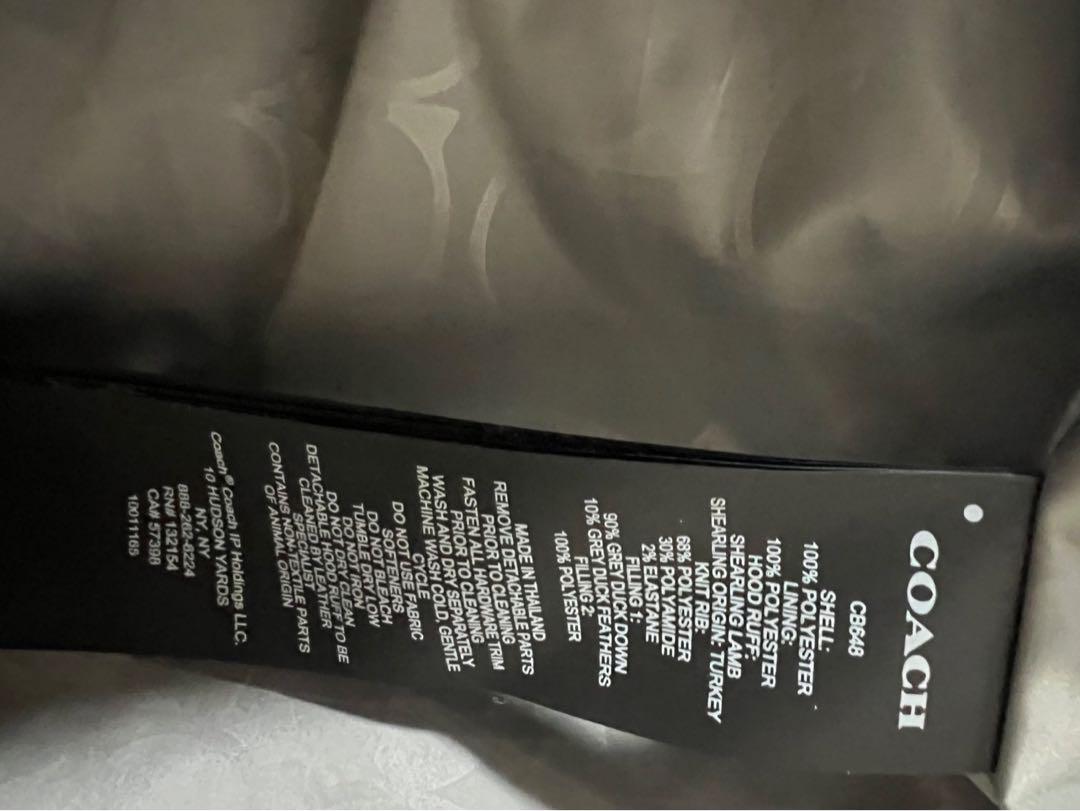 COACH
C8648
SHELL:
100% POLYESTER
LINING:
100% POLYESTER
HOOD RUFF:
SHEARLING LAMB
SHEARLING ORIGIN: TURKEY
KNIT RIB:
68% POLYESTER
30% POLYAMIDE
2% ELASTANE
FILLING 1:
90% GREY DUCK DOWN
10% GREY DUCK FEATHERS
FILLING 2:
100% POLYESTER
MADE IN THAILAND
REMOVE DETACHABLE PARTS
PRIOR TO CLEANING
FASTEN ALL HARDWARE TRIM
PRIOR TO CLEANING
WASH AND DRY SEPARATELY
MACHINE WASH COLD, GENTLE
CYCLE
DO NOT USE FABRIC
SOFTENERS
DO NOT BLEACH
TUMBLE DRY LOW
DO NOT IRON
DO NOT DRY CLEAN
DETACHABLE HOOD RUFF TO BE
CLEANED BY LEATHER
SPECIALIST
CONTAINS NON-TEXTILE PARTS
OF ANIMAL ORIGIN
Coach® Coach IP Holdings LLC.
10 HUDSON YARDS
NY, NY
888-262-6224
RN# 132154
CA# 57398
10011165